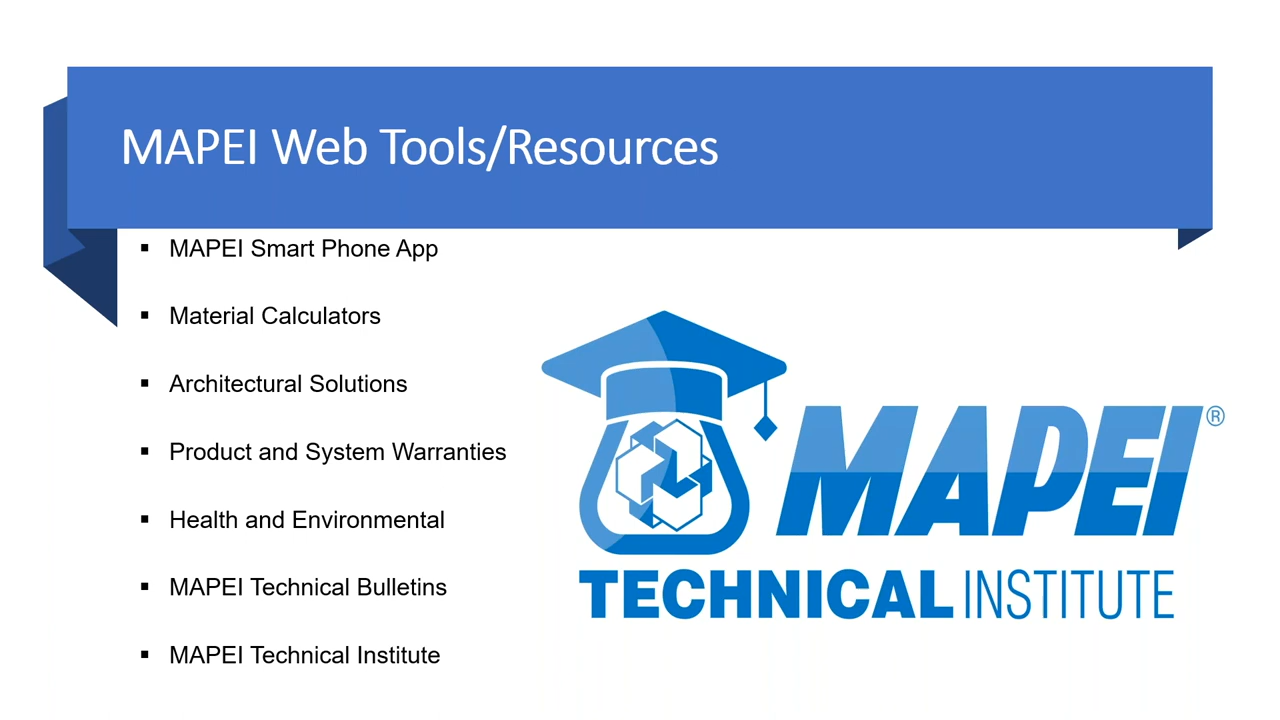 MAPEI Web Tools/Resources
▪ MAPEI Smart Phone App
▪ Material Calculators
▪ Architectural Solutions
▪ Product and System Warranties
▪ Health and Environmental
▪ MAPEI Technical Bulletins
▪ MAPEI Technical Institute
MAPEI®
TECHNICAL INSTITUTE